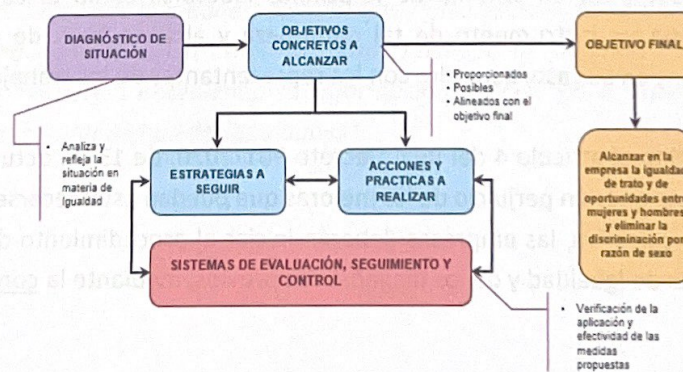 DIAGNÓSTICO DE
SITUACIÓN
OBJETIVOS
CONCRETOS A
ALCANZAR
OBJETIVO FINAL
• Proporcionados
• Posibles
• Alineados con el
objetivo final
• Analiza y
refleja la
situación en
materia de
Igualdad
ESTRATEGIAS A
SEGUIR
ACCIONES Y
PRACTICAS A
REALIZAR
Alcanzar en la
empresa la igualdad
de trato y de
oportunidades entre
mujeres y hombres
y eliminar la
discriminación por
razón de sexo
SISTEMAS DE EVALUACIÓN, SEGUIMIENTO Y
CONTROL
• Verificación de la
aplicación y
efectividad de las
medidas
propuestas